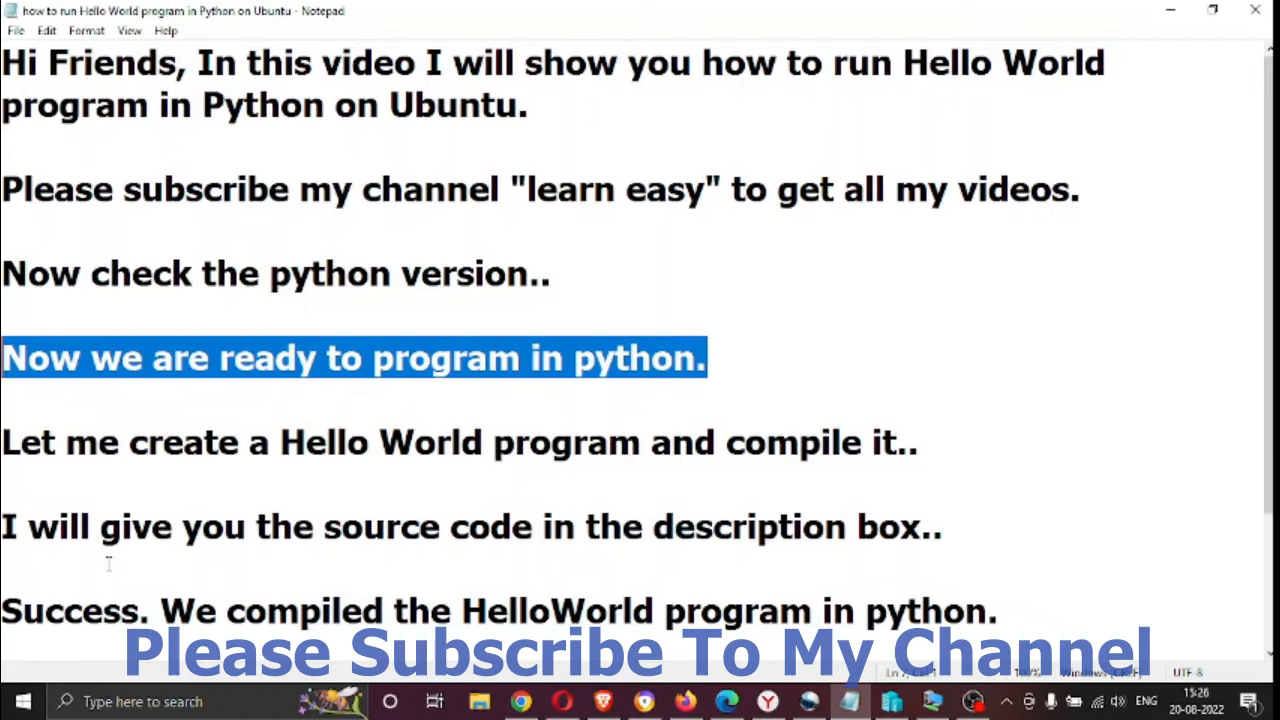 how to run Hello World program in Python on Ubuntu - Notepad
File Edit Format View Help
Hi Friends, In this video I will show you how to run Hello World
program in Python on Ubuntu.
Please subscribe my channel "learn easy" to get all my videos.
Now check the python version..
Now we are ready to program in python.
Let me create a Hello World program and compile it..
I will give you the source code in the description box..
Success. We compiled the HelloWorld program in python.
Please Subscribe To My Channel
UTF-8
Type here to search
ENG
15:26
20-08-2022